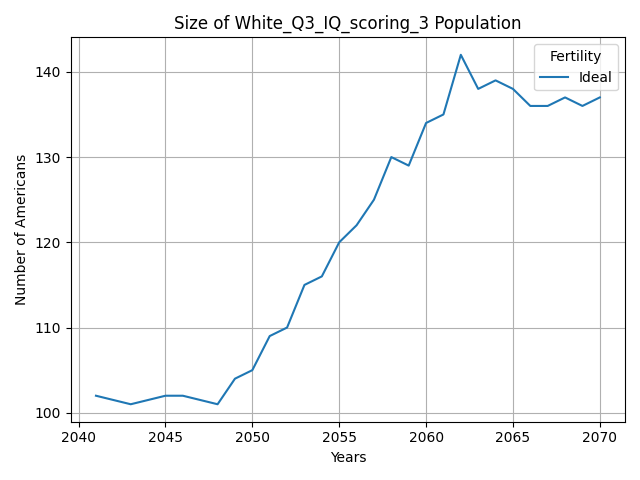 Size of White_Q3_IQ_scoring_3 Population
Fertility
Ideal
Number of Americans
140
130
120
110
100
2040 2045 2050 2055 2060 2065 2070
Years